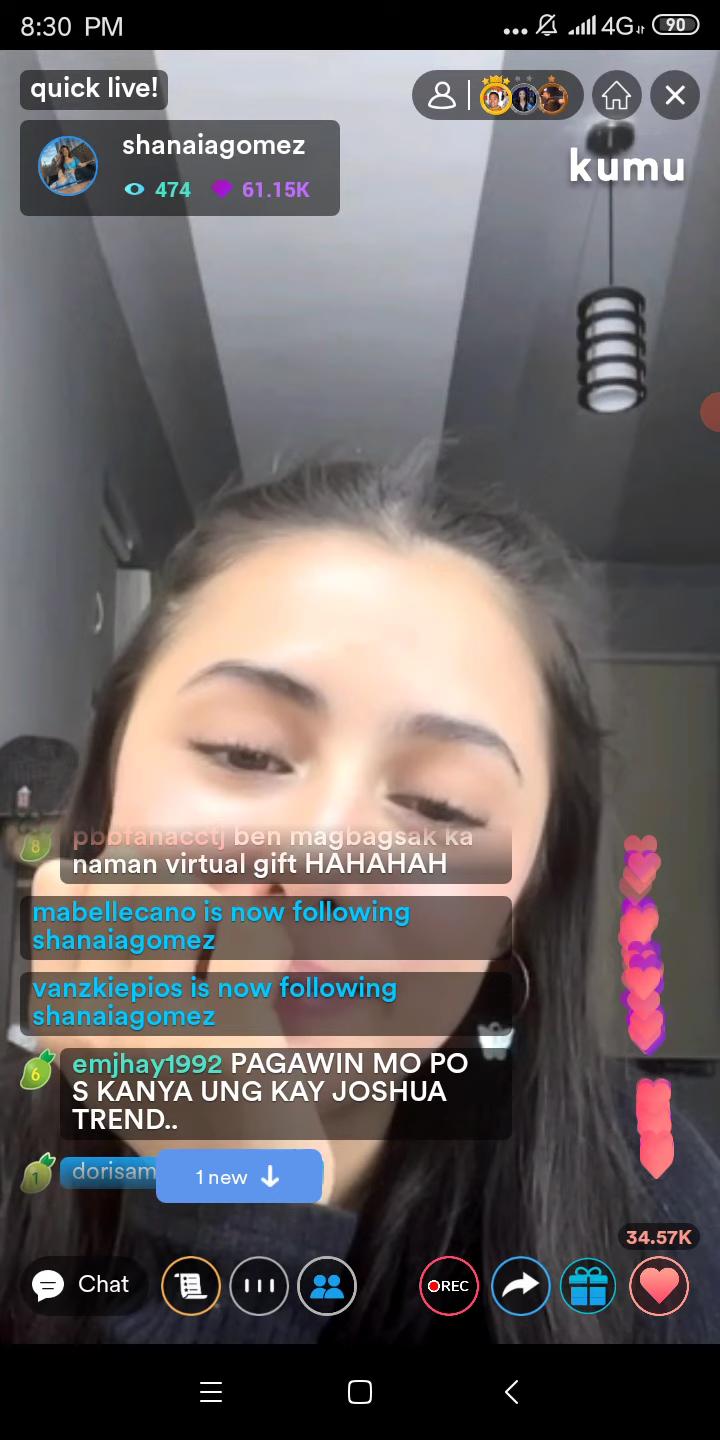 8:30 PM
4G
90
quick live!
shanaiagomez
474 61.15K
kumu
8
pbbfanacctj ben magbagsak ka
naman virtual gift HAHAHAH
mabellecano is now following
shanaiagomez
vanzkiepios is now following
shanaiagomez
6
emjhay1992 PAGAWIN MO PO
S KANYA UNG KAY JOSHUA
TREND..
1
dorisam
1 new
34.57K
Chat
REC